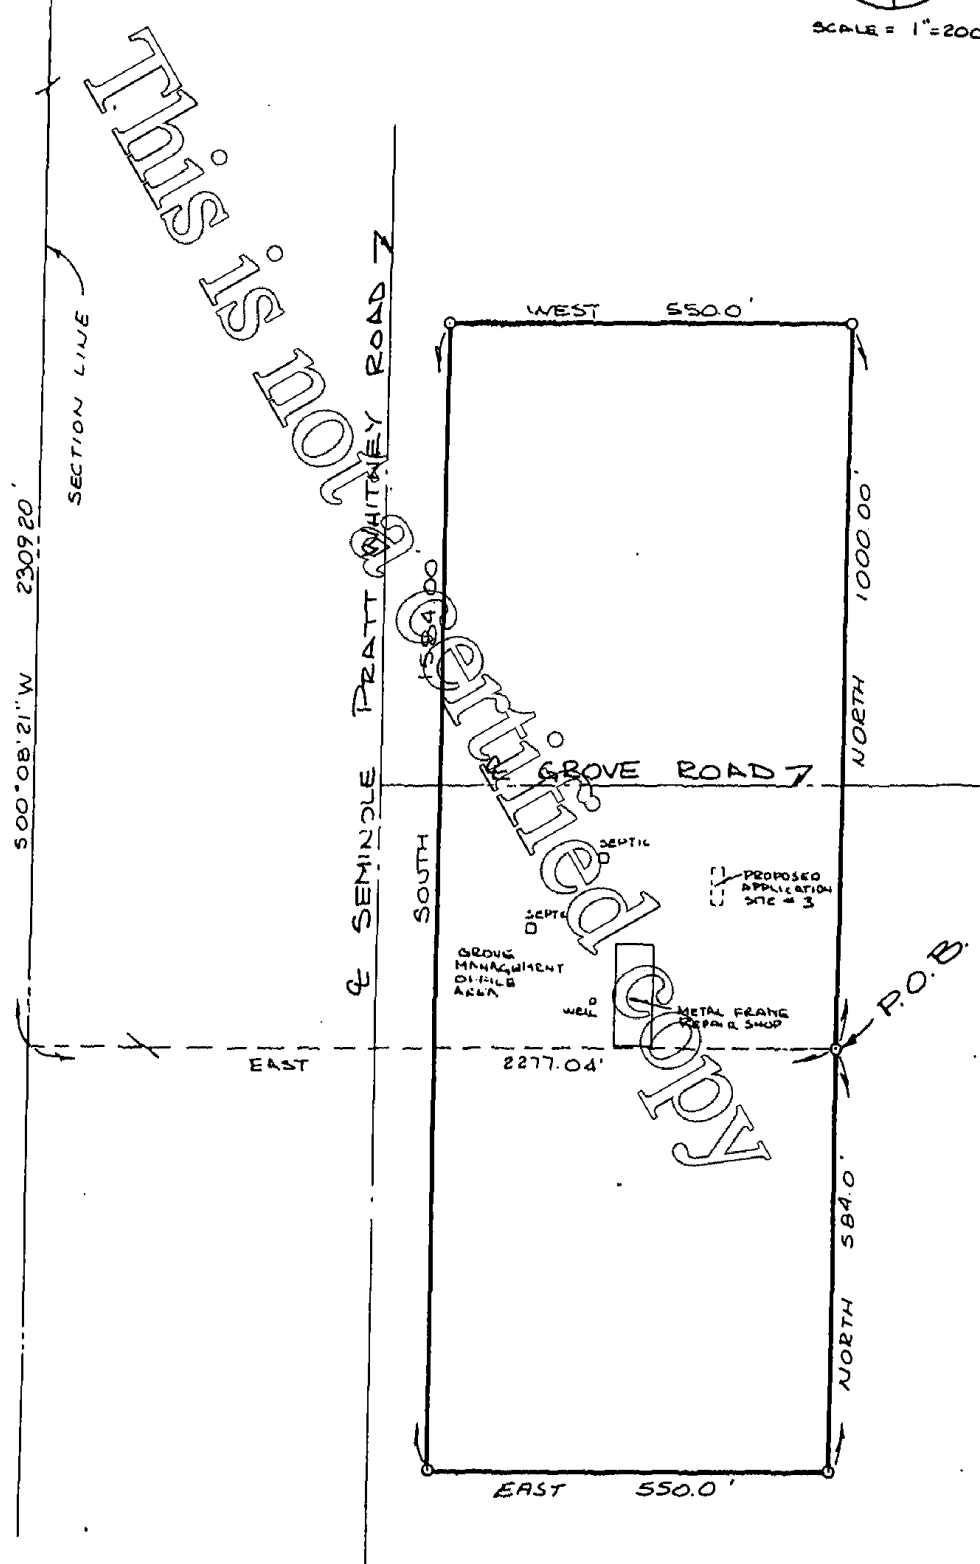 SCALE = 1"=200
This is not a certified copy
SECTION LINE
S00°08'21"W 2309.20'
℄ SEMINOLE PRATT WHITNEY ROAD
WEST 550.0'
NORTH 1000.00'
SOUTH 1584.00'
℄ GROVE ROAD
SEPTIC
PROPOSED
APPLICATION
SITE # 3
SEPTIC
GROVE
MANAGMENT
OFFICE
AREA
WELL
METAL FRAME
REPAIR SHOP
P.O.B.
EAST 2277.04'
NORTH 584.0'
EAST 550.0'